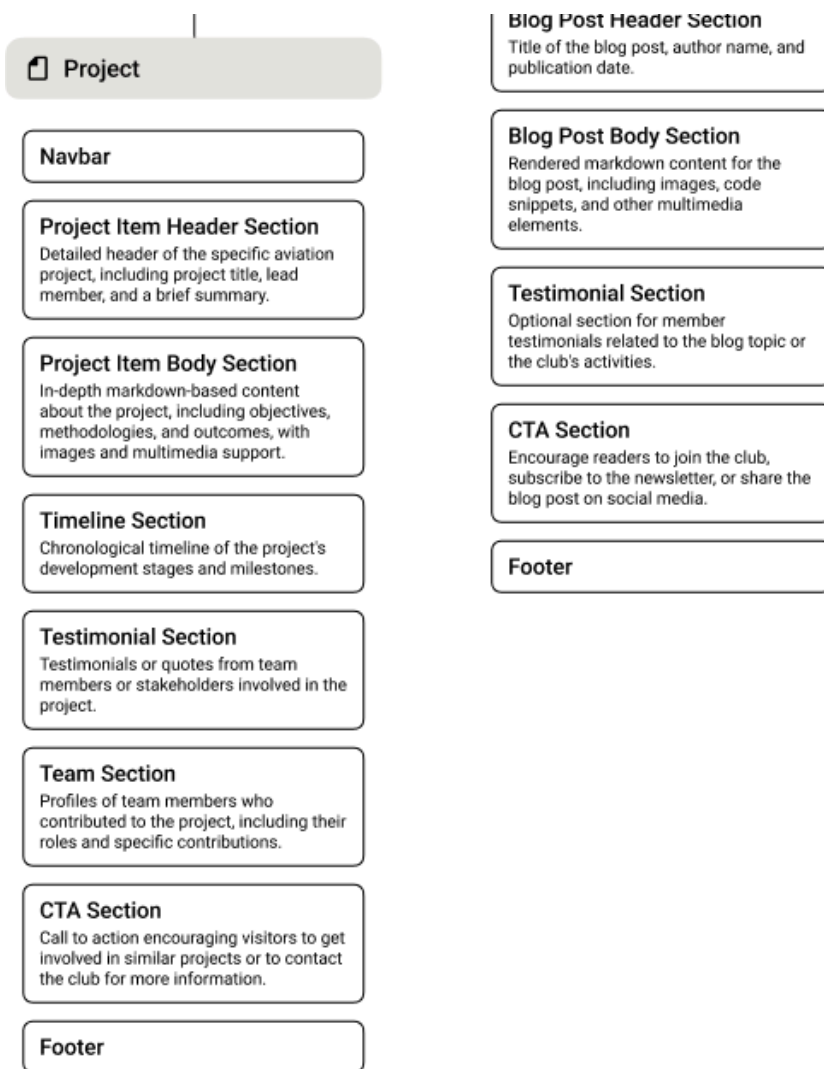 Project
Navbar
Project Item Header Section
Detailed header of the specific aviation
project, including project title, lead
member, and a brief summary.
Project Item Body Section
In-depth markdown-based content
about the project, including objectives,
methodologies, and outcomes, with
images and multimedia support.
Timeline Section
Chronological timeline of the project's
development stages and milestones.
Testimonial Section
Testimonials or quotes from team
members or stakeholders involved in the
project.
Team Section
Profiles of team members who
contributed to the project, including their
roles and specific contributions.
CTA Section
Call to action encouraging visitors to get
involved in similar projects or to contact
the club for more information.
Footer
Blog Post Header Section
Title of the blog post, author name, and
publication date.
Blog Post Body Section
Rendered markdown content for the
blog post, including images, code
snippets, and other multimedia
elements.
Testimonial Section
Optional section for member
testimonials related to the blog topic or
the club's activities.
CTA Section
Encourage readers to join the club,
subscribe to the newsletter, or share the
blog post on social media.
Footer